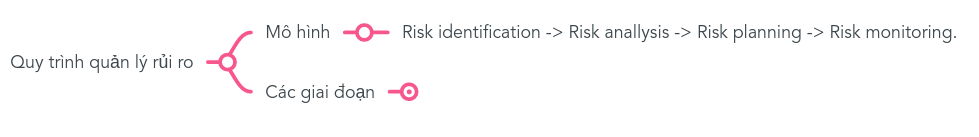 Mô hình
Risk identification -> Risk anallysis -> Risk planning -> Risk monitoring.
Quy trình quản lý rủi ro
Các giai đoạn